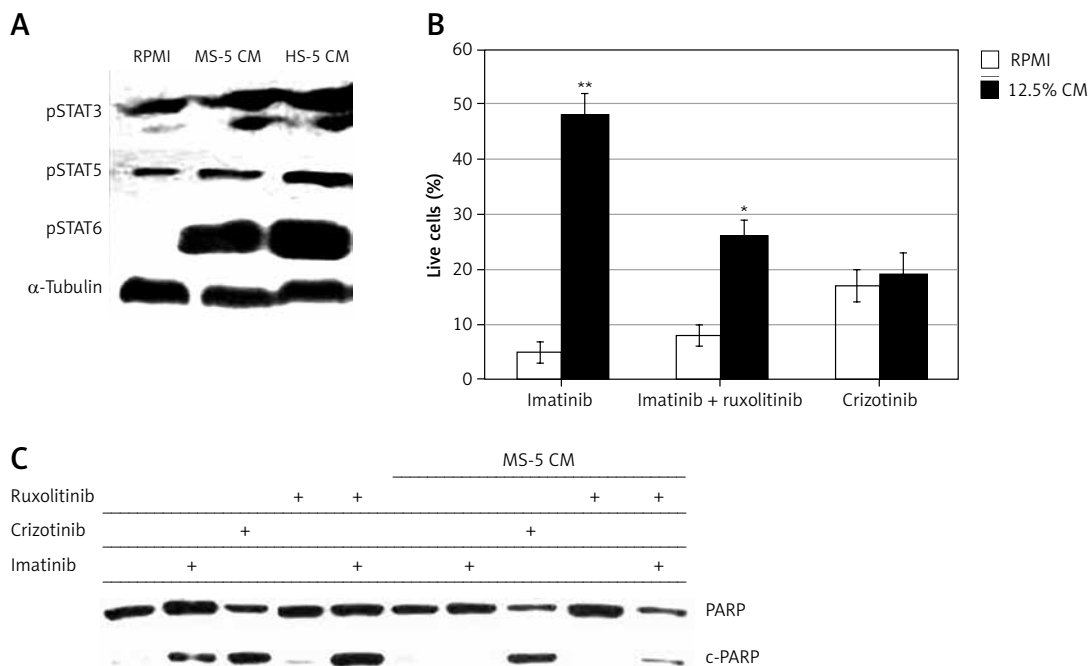 A
RPMI MS-5 CM HS-5 CM
pSTAT3
pSTAT5
pSTAT6
α-Tubulin
B
60
50
40
30
20
10
0
Live cells (%)
**
*
Imatinib Imatinib + ruxolitinib Crizotinib
RPMI
12.5% CM
C
MS-5 CM
Ruxolitinib + + + +
Crizotinib + +
Imatinib + + + +
PARP
c-PARP